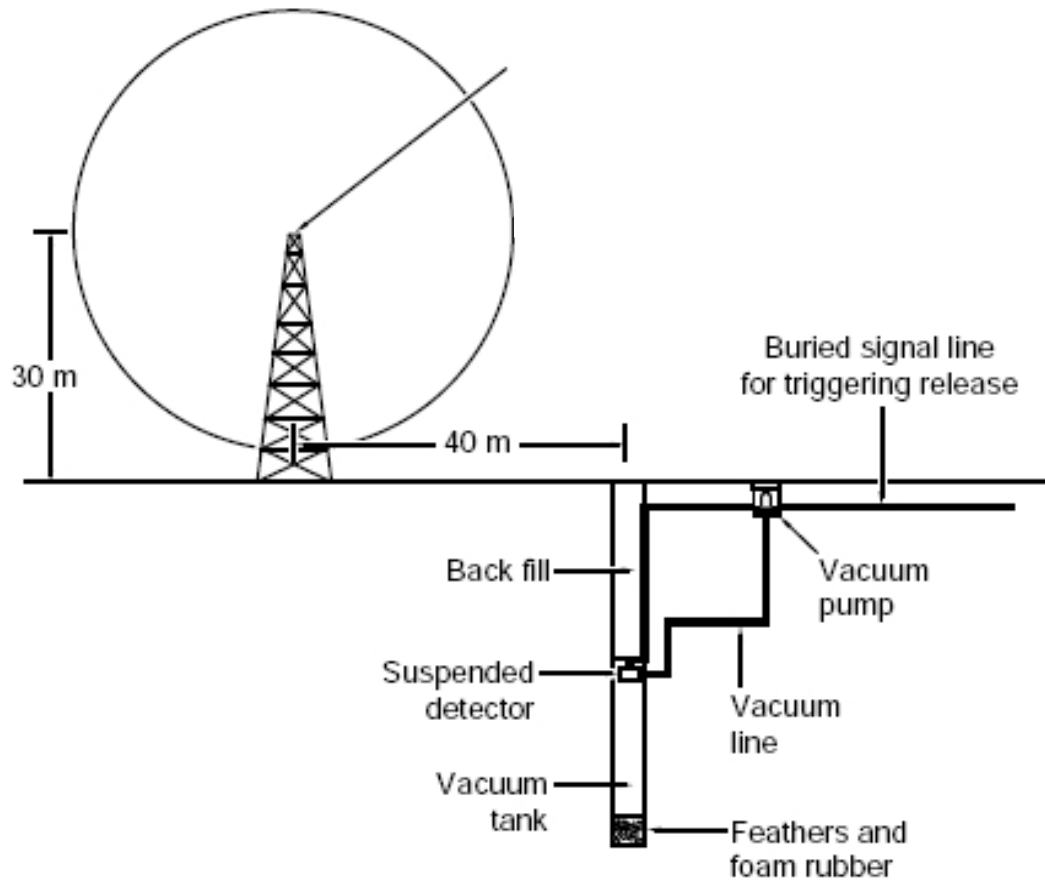 30 m
40 m
Buried signal line
for triggering release
Back fill
Vacuum
pump
Suspended
detector
Vacuum
line
Vacuum
tank
Feathers and
foam rubber